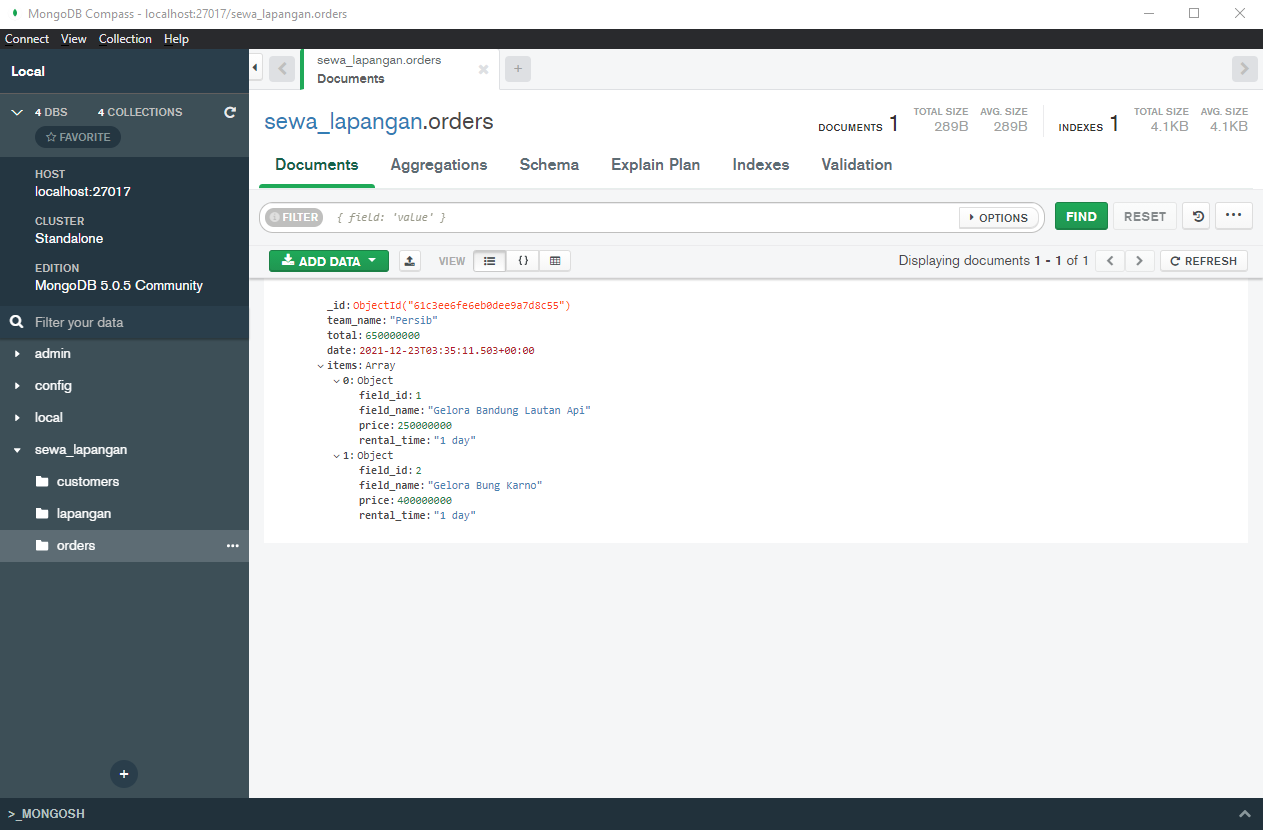 MongoDB Compass - localhost:27017/sewa_lapangan.orders
Connect View Collection Help
Local
4 DBS 4 COLLECTIONS
FAVORITE
HOST
localhost:27017
CLUSTER
Standalone
EDITION
MongoDB 5.0.5 Community
Filter your data
admin
config
local
sewa_lapangan
customers
lapangan
orders
>_MONGOSH
sewa_lapangan.orders
Documents
sewa_lapangan.orders
DOCUMENTS 1
TOTAL SIZE AVG. SIZE
289B 289B
INDEXES 1
TOTAL SIZE AVG. SIZE
4.1KB 4.1KB
Documents Aggregations Schema Explain Plan Indexes Validation
FILTER { field: 'value' } OPTIONS FIND RESET
ADD DATA VIEW {} Displaying documents 1 - 1 of 1 REFRESH
_id: ObjectId("61c3ee6fe6eb0dee9a7d8c55")
team_name: "Persib"
total: 650000000
date: 2021-12-23T03:35:11.503+00:00
items: Array
0: Object
field_id: 1
field_name: "Gelora Bandung Lautan Api"
price: 250000000
rental_time: "1 day"
1: Object
field_id: 2
field_name: "Gelora Bung Karno"
price: 400000000
rental_time: "1 day"